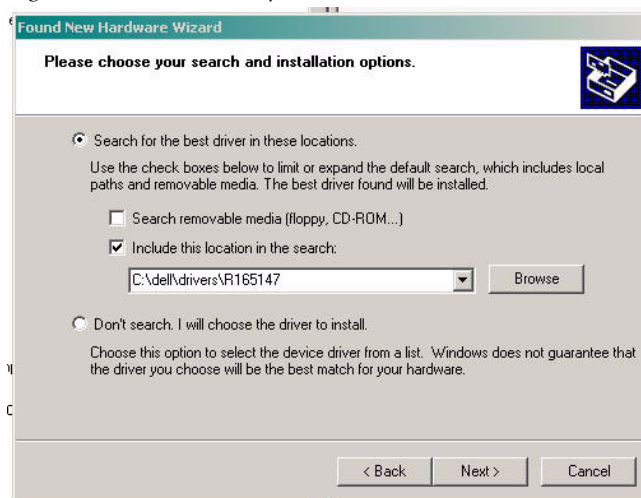 Found New Hardware Wizard
Please choose your search and installation options.
Search for the best driver in these locations.
Use the check boxes below to limit or expand the default search, which includes local
paths and removable media. The best driver found will be installed.
Search removable media (floppy, CD-ROM...)
Include this location in the search:
C:\dell\drivers\R165147
Browse
Don't search. I will choose the driver to install.
Choose this option to select the device driver from a list. Windows does not guarantee that
the driver you choose will be the best match for your hardware.
< Back
Next >
Cancel